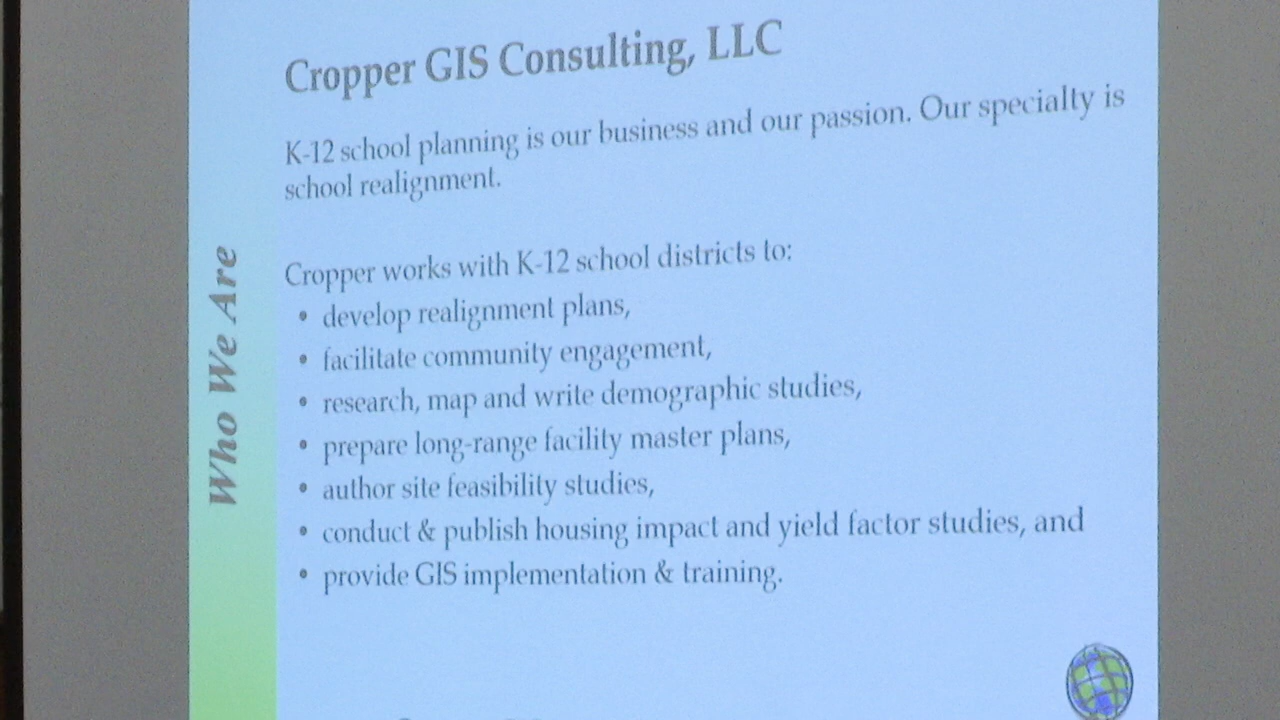 Cropper GIS Consulting, LLC
K-12 school planning is our business and our passion. Our specialty is
school realignment.
Cropper works with K-12 school districts to:
• develop realignment plans,
• facilitate community engagement,
• research, map and write demographic studies,
• prepare long-range facility master plans,
• author site feasibility studies,
• conduct & publish housing impact and yield factor studies, and
• provide GIS implementation & training.
Who We Are